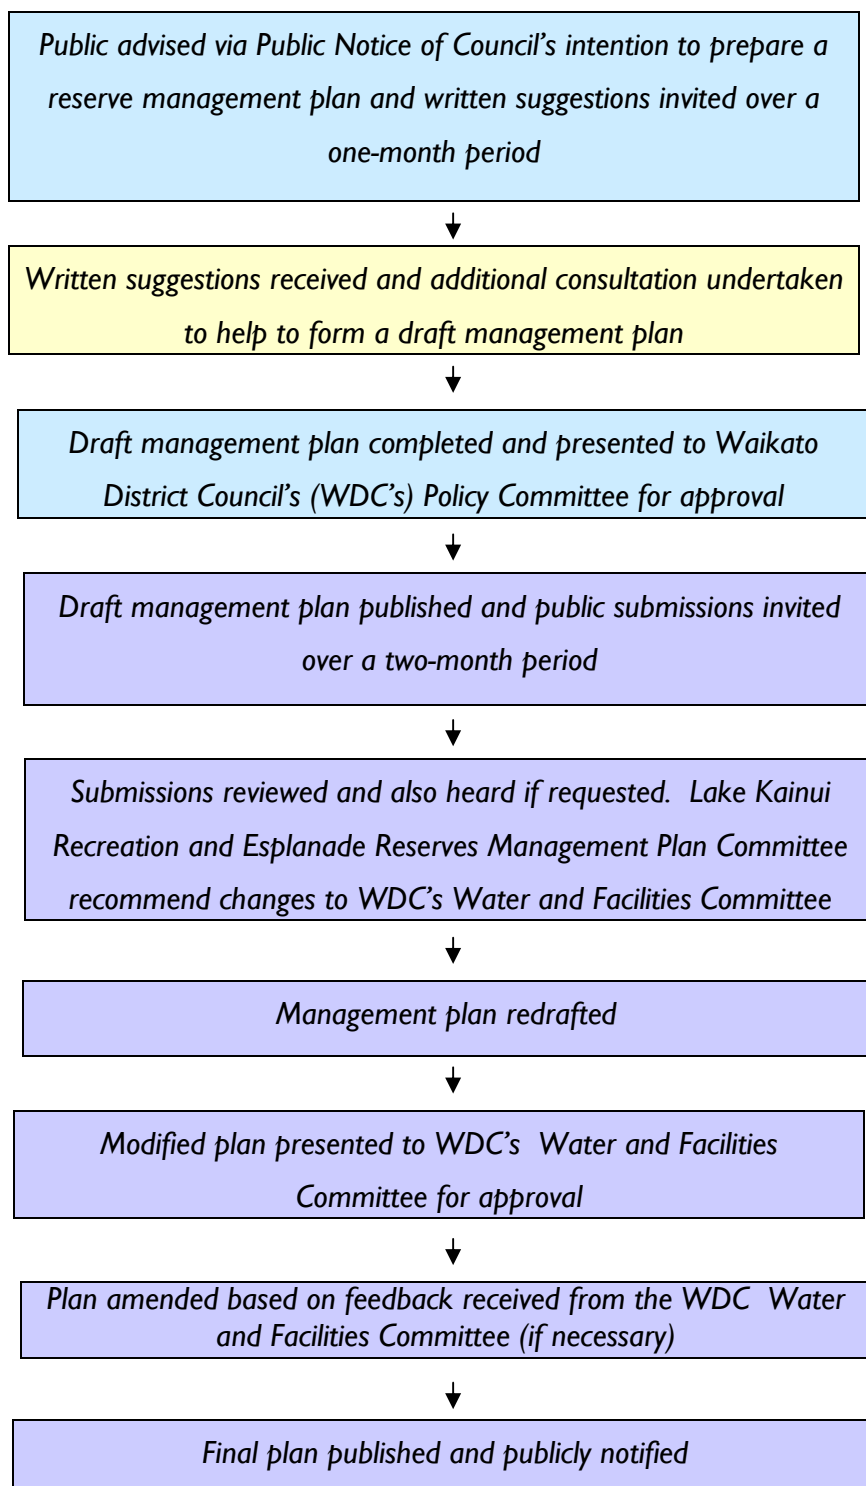 Public advised via Public Notice of Council’s intention to prepare a
reserve management plan and written suggestions invited over a
one-month period
Written suggestions received and additional consultation undertaken
to help to form a draft management plan
Draft management plan completed and presented to Waikato
District Council’s (WDC’s) Policy Committee for approval
Draft management plan published and public submissions invited
over a two-month period
Submissions reviewed and also heard if requested.  Lake Kainui
Recreation and Esplanade Reserves Management Plan Committee
recommend changes to WDC’s Water and Facilities Committee
Management plan redrafted
Modified plan presented to WDC’s  Water and Facilities
Committee for approval
Plan amended based on feedback received from the WDC  Water
and Facilities Committee (if necessary)
Final plan published and publicly notified